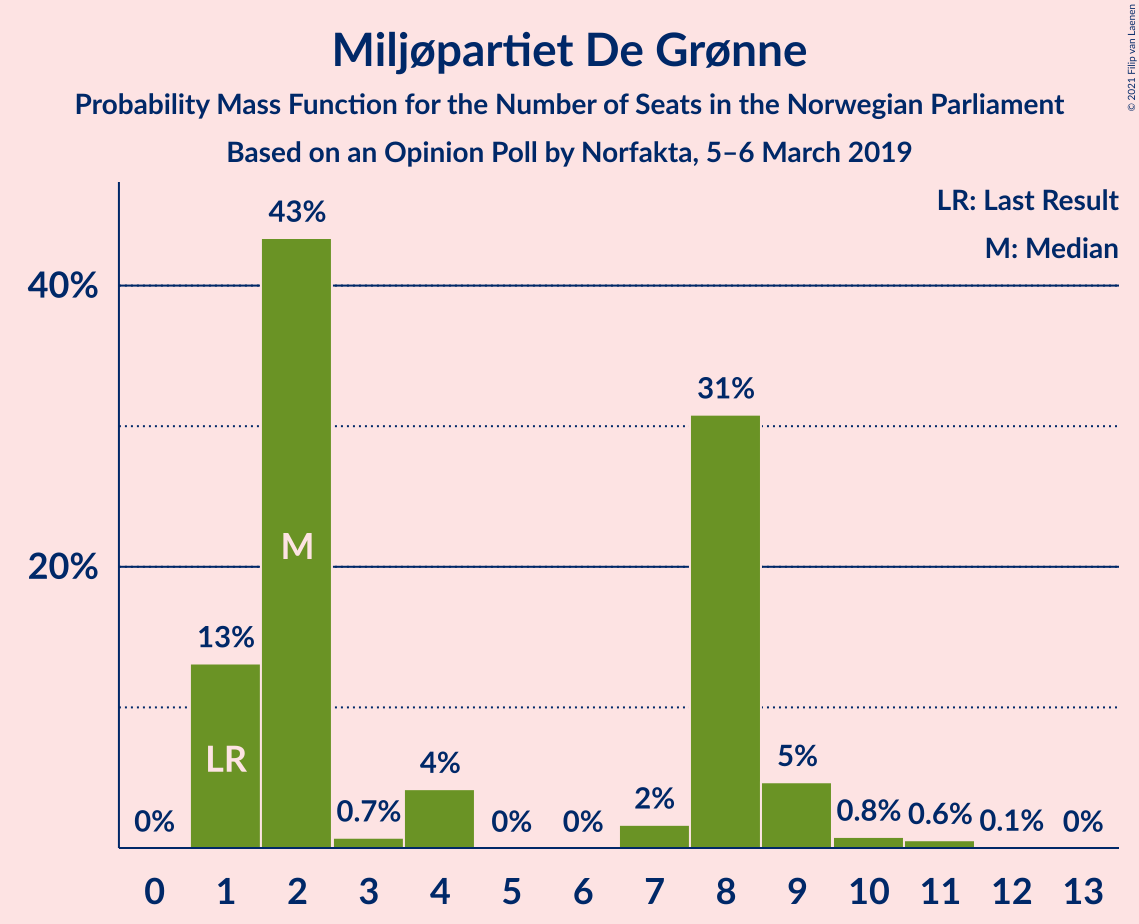 Miljøpartiet De Grønne
Probability Mass Function for the Number of Seats in the Norwegian Parliament
Based on an Opinion Poll by Norfakta, 5–6 March 2019
© 2021 Filip van Laenen
LR: Last Result
M: Median
40%
20%
0%
13%
43%
0.7%
4%
0%
0%
2%
31%
5%
0.8%
0.6%
0.1%
0%
LR
M
0 1 2 3 4 5 6 7 8 9 10 11 12 13